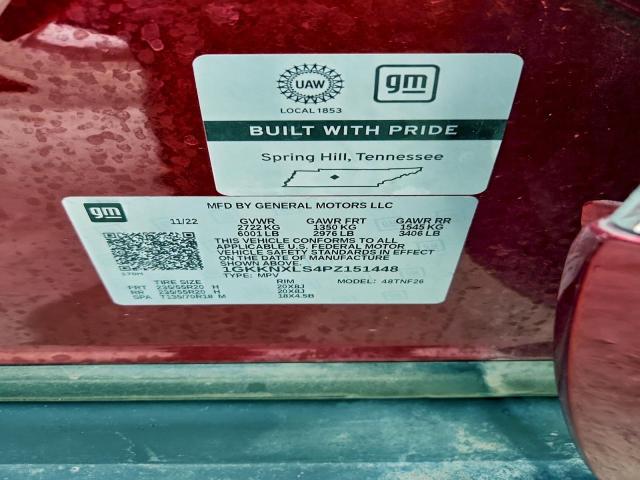 UAW
gm
LOCAL 1853
BUILT WITH PRIDE
Spring Hill, Tennessee
gm
MFD BY GENERAL MOTORS LLC
11/22 GVWR GAWR FRT GAWR RR
2722 KG 1350 KG 1545 KG
6001 LB 2976 LB 3406 LB
THIS VEHICLE CONFORMS TO ALL
APPLICABLE U.S. FEDERAL MOTOR
VEHICLE SAFETY STANDARDS IN EFFECT
ON THE DATE OF MANUFACTURE
SHOWN ABOVE.
1GKKNXLS4PZ151448
TYPE: MPV MODEL: 48TNF26
TIRE SIZE RIM
FRT 235/55R20 H 20X8J
RR 235/55R20 H 20X8J
SPA T135/70R18 M 18X4.5B